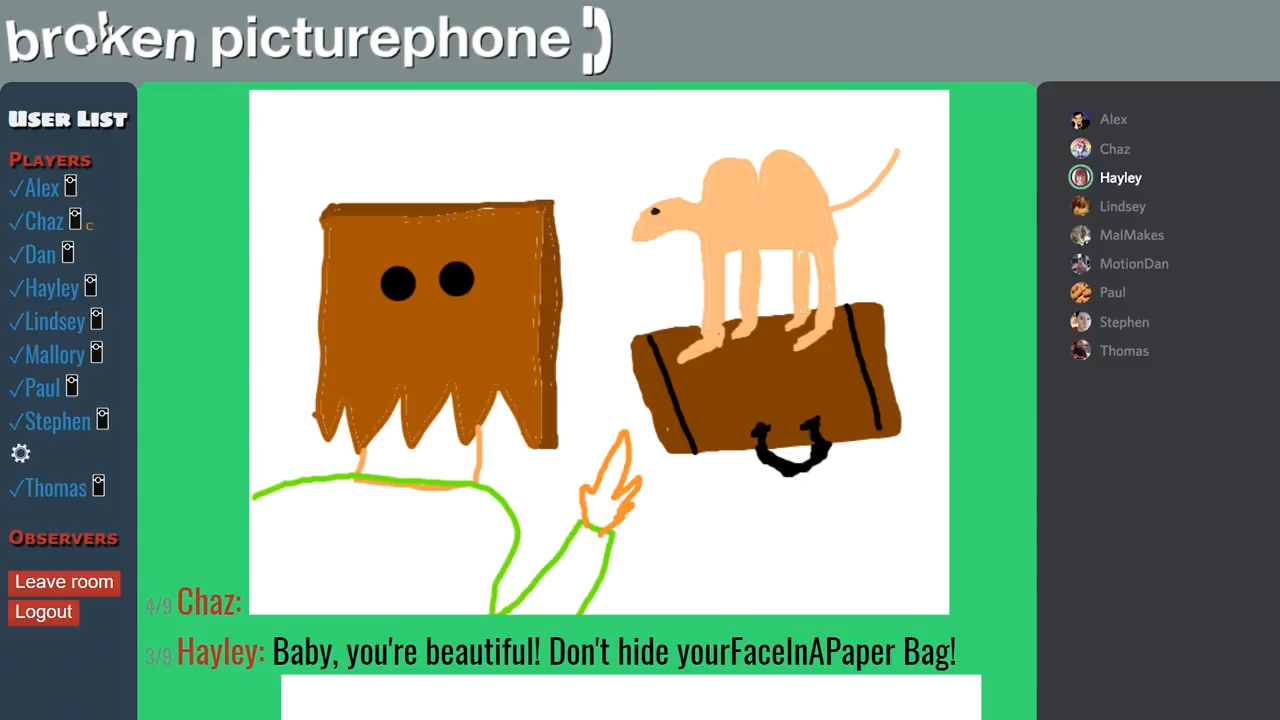 broken picturephone
User List
Players
✓Alex
✓Chaz c
✓Dan
✓Hayley
✓Lindsey
✓Mallory
✓Paul
✓Stephen
✓Thomas
Observers
Leave room
Logout
4/9 Chaz:
3/9 Hayley: Baby, you're beautiful! Don't hide yourFaceInAPaper Bag!
Alex
Chaz
Hayley
Lindsey
MalMakes
MotionDan
Paul
Stephen
Thomas